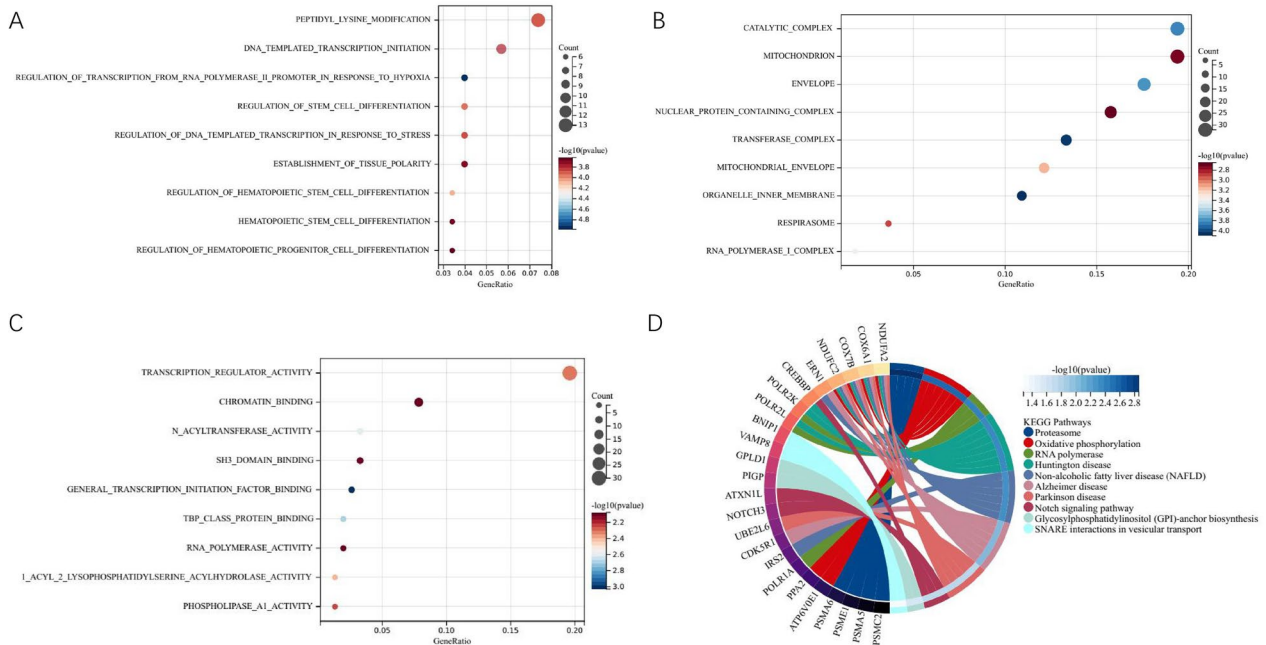 A
PEPTIDYL_LYSINE_MODIFICATION
DNA_TEMPLATED_TRANSCRIPTION_INITIATION
REGULATION_OF_TRANSCRIPTION_FROM_RNA_POLYMERASE_II_PROMOTER_IN_RESPONSE_TO_HYPOXIA
REGULATION_OF_STEM_CELL_DIFFERENTIATION
REGULATION_OF_DNA_TEMPLATED_TRANSCRIPTION_IN_RESPONSE_TO_STRESS
ESTABLISHMENT_OF_TISSUE_POLARITY
REGULATION_OF_HEMATOPOIETIC_STEM_CELL_DIFFERENTIATION
HEMATOPOIETIC_STEM_CELL_DIFFERENTIATION
REGULATION_OF_HEMATOPOIETIC_PROGENITOR_CELL_DIFFERENTIATION
0.03 0.04 0.05 0.06 0.07 0.08
GeneRatio
Count
6
7
8
9
10
11
12
13
-log10(pvalue)
3.8
4.0
4.2
4.4
4.6
4.8
B
CATALYTIC_COMPLEX
MITOCHONDRION
ENVELOPE
NUCLEAR_PROTEIN_CONTAINING_COMPLEX
TRANSFERASE_COMPLEX
MITOCHONDRIAL_ENVELOPE
ORGANELLE_INNER_MEMBRANE
RESPIRASOME
RNA_POLYMERASE_I_COMPLEX
0.05 0.10 0.15 0.20
GeneRatio
Count
5
10
15
20
25
30
-log10(pvalue)
2.8
3.0
3.2
3.4
3.6
3.8
4.0
C
TRANSCRIPTION_REGULATOR_ACTIVITY
CHROMATIN_BINDING
N_ACYLTRANSFERASE_ACTIVITY
SH3_DOMAIN_BINDING
GENERAL_TRANSCRIPTION_INITIATION_FACTOR_BINDING
TBP_CLASS_PROTEIN_BINDING
RNA_POLYMERASE_ACTIVITY
1_ACYL_2_LYSOPHOSPHATIDYLSERINE_ACYLHYDROLASE_ACTIVITY
PHOSPHOLIPASE_A1_ACTIVITY
0.05 0.10 0.15 0.20
GeneRatio
Count
5
10
15
20
25
30
-log10(pvalue)
2.2
2.4
2.6
2.8
3.0
D
NDUFA2
COX6A1
COX7B
NDUFC2
ERN1
CREBBP
POLR2K
POLR2L
BNIP1
VAMP8
GPLD1
PIGP
ATXN1L
NOTCH3
UBE2L6
CDK5R1
IRS2
POLR1A
PPA2
ATP6V0E1
PSMA6
PSME1
PSMA5
PSMC2
-log10(pvalue)
1.4 1.6 1.8 2.0 2.2 2.4 2.6 2.8
KEGG Pathways
Proteasome
Oxidative phosphorylation
RNA polymerase
Huntington disease
Non-alcoholic fatty liver disease (NAFLD)
Alzheimer disease
Parkinson disease
Notch signaling pathway
Glycosylphosphatidylinositol (GPI)-anchor biosynthesis
SNARE interactions in vesicular transport